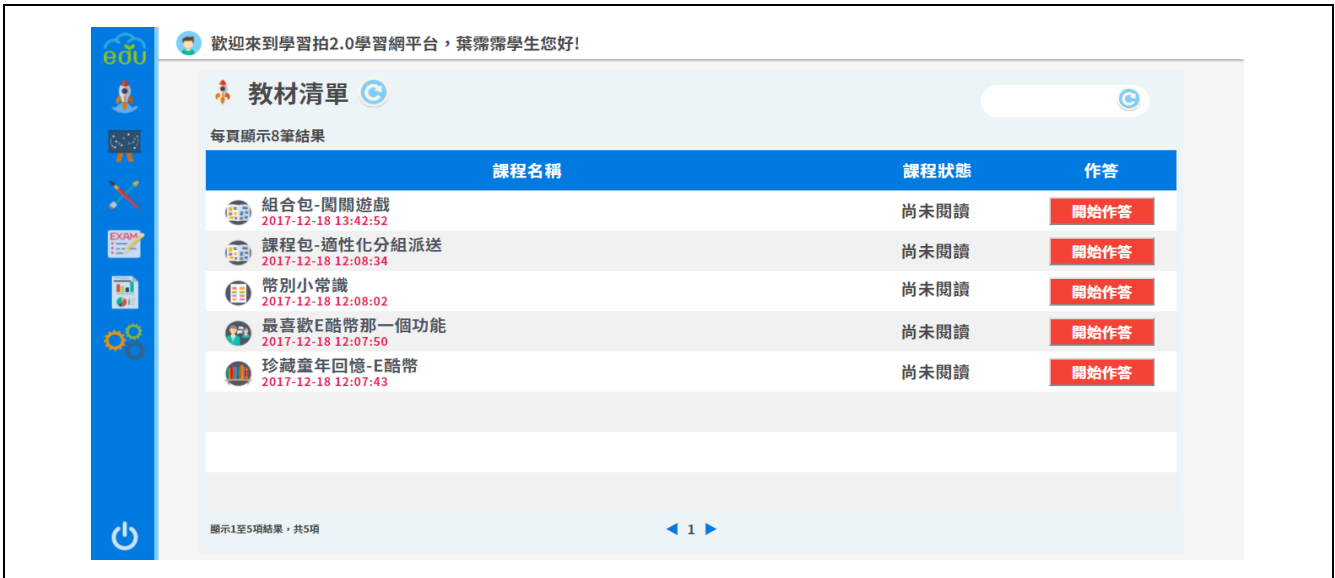 edu
歡迎來到學習拍2.0學習網平台，葉霈霈學生您好!
教材清單
每頁顯示8筆結果
課程名稱 課程狀態 作答
組合包-闖關遊戲 尚未閱讀 開始作答
2017-12-18 13:42:52
課程包-適性化分組派送 尚未閱讀 開始作答
2017-12-18 12:08:34
幣別小常識 尚未閱讀 開始作答
2017-12-18 12:08:02
EXAM
最喜歡E酷幣那一個功能 尚未閱讀 開始作答
2017-12-18 12:07:50
珍藏童年回憶-E酷幣 尚未閱讀 開始作答
2017-12-18 12:07:43
顯示1至5項結果，共5項
1